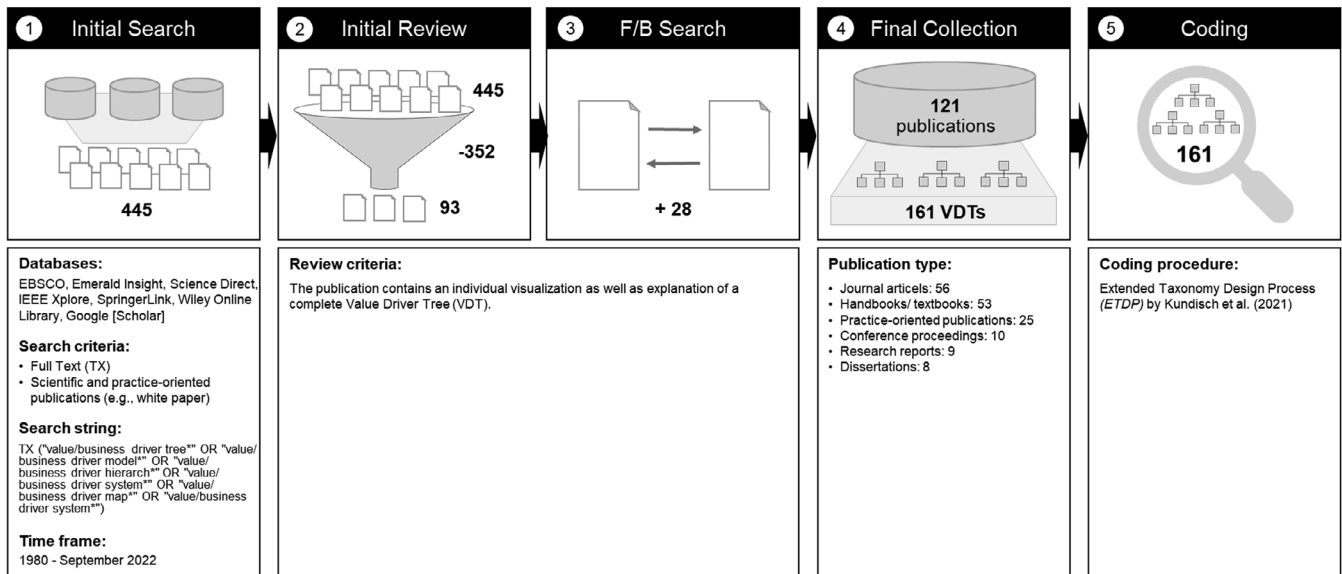 1 Initial Search
445
2 Initial Review
445
-352
93
3 F/B Search
+ 28
4 Final Collection
121
publications
161 VDTs
5 Coding
161
Databases:
EBSCO, Emerald Insight, Science Direct,
IEEE Xplore, SpringerLink, Wiley Online
Library, Google [Scholar]
Search criteria:
• Full Text (TX)
• Scientific and practice-oriented
publications (e.g., white paper)
Search string:
TX ("value/business driver tree*" OR "value/
business driver model*" OR "value/
business driver hierarch*" OR "value/
business driver system*" OR "value/
business driver map*" OR "value/business
driver system*")
Time frame:
1980 - September 2022
Review criteria:
The publication contains an individual visualization as well as explanation of a
complete Value Driver Tree (VDT).
Publication type:
• Journal articels: 56
• Handbooks/ textbooks: 53
• Practice-oriented publications: 25
• Conference proceedings: 10
• Research reports: 9
• Dissertations: 8
Coding procedure:
Extended Taxonomy Design Process
(ETDP) by Kundisch et al. (2021)